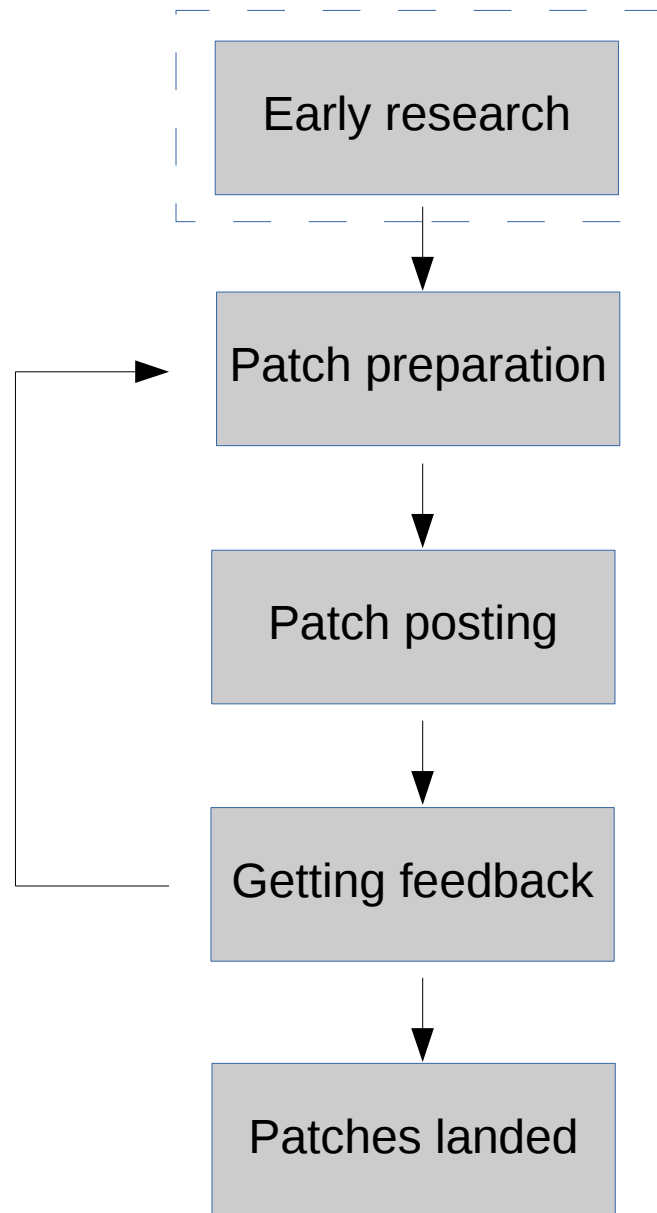 Early research
Patch preparation
Patch posting
Getting feedback
Patches landed